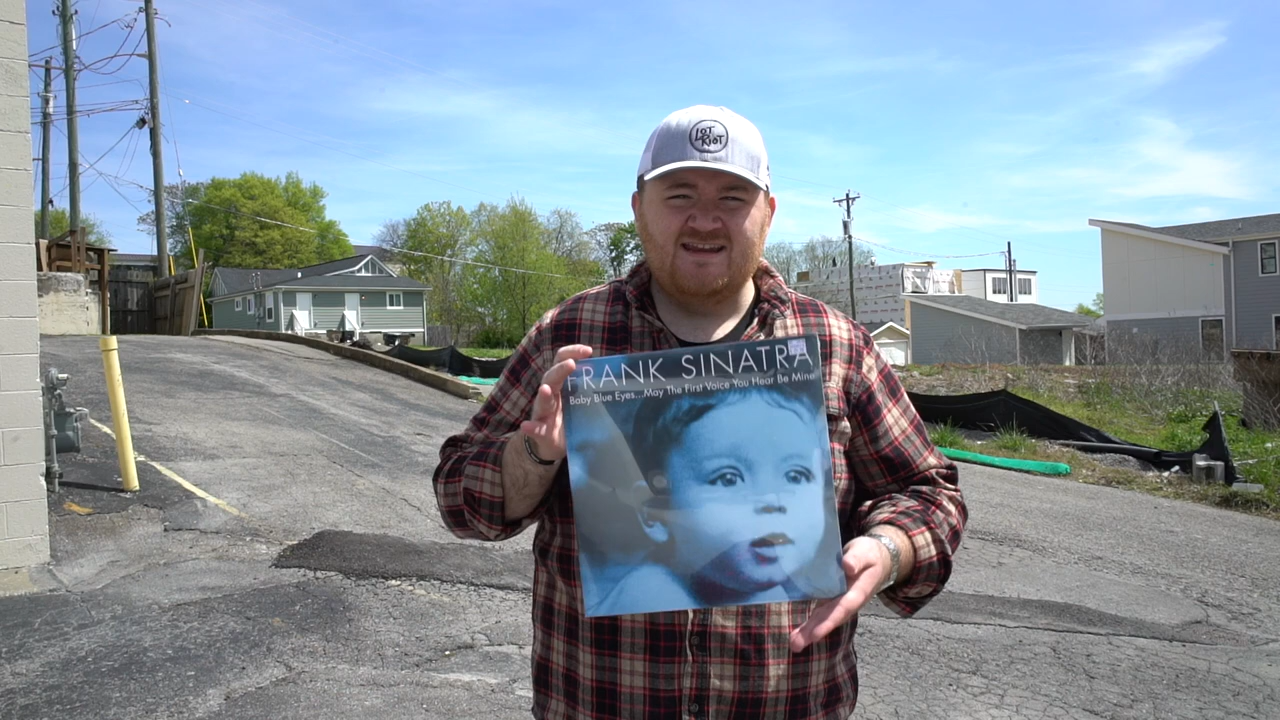 LOT
RIOT
FRANK SINATRA
Baby Blue Eyes...May The First Voice You Hear Be Mine